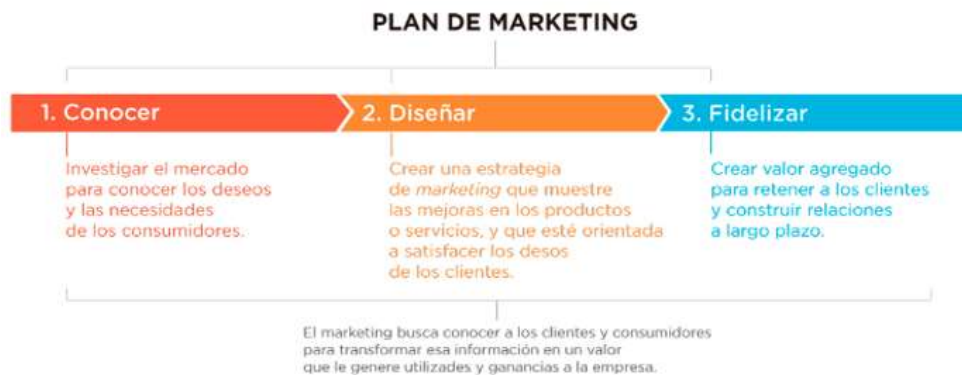 PLAN DE MARKETING
1. Conocer
2. Diseñar
3. Fidelizar
Investigar el mercado
para conocer los deseos
y las necesidades
de los consumidores.
Crear una estrategia
de marketing que muestre
las mejoras en los productos
o servicios, y que esté orientada
a satisfacer los desos
de los clientes.
Crear valor agregado
para retener a los clientes
y construir relaciones
a largo plazo.
El marketing busca conocer a los clientes y consumidores
para transformar esa información en un valor
que le genere utilizades y ganancias a la empresa.